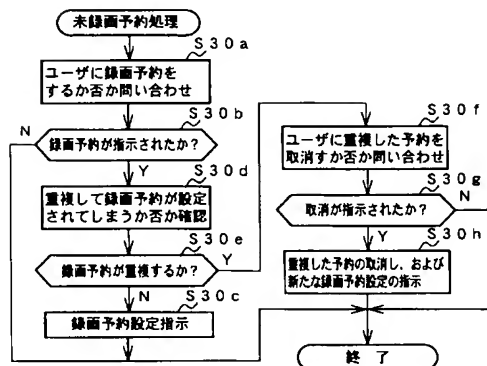 未録画予約処理
S30a
ユーザに録画予約を
するか否か問い合わせ
S30b
N
録画予約が指示されたか?
Y
S30d
重複して録画予約が設定
されてしまうか否か確認
S30e
録画予約が重複するか?
Y
N
S30c
録画予約設定指示
S30f
ユーザに重複した予約を
取消すか否か問い合わせ
S30g
取消が指示されたか?
N
Y
S30h
重複した予約の取消し、および
新たな録画予約設定の指示
終了